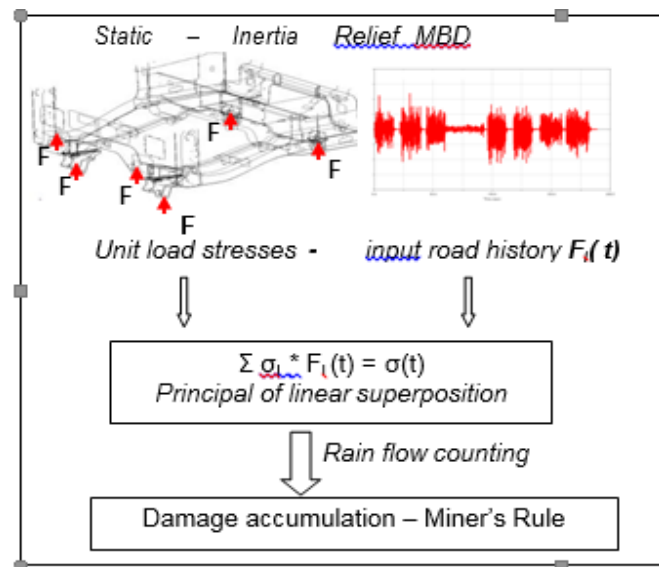 Static – Inertia Relief MBD
F
F
F
F
F
F
Unit load stresses - input road history Fᵢ( t)
Σ σᵢ * Fᵢ (t) = σ(t)
Principal of linear superposition
Rain flow counting
Damage accumulation – Miner's Rule